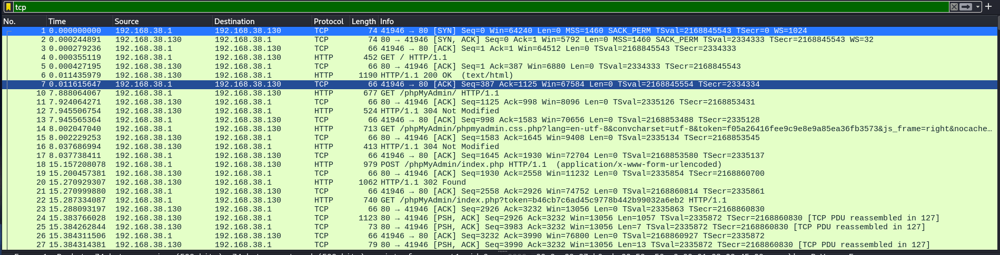 tcp
No. Time Source Destination Protocol Length Info
1 0.000000000 192.168.38.1 192.168.38.130 TCP 74 41946 → 80 [SYN] Seq=0 Win=64240 Len=0 MSS=1460 SACK_PERM TSval=2168845543 TSecr=0 WS=1024
2 0.000244891 192.168.38.130 192.168.38.1 TCP 74 80 → 41946 [SYN, ACK] Seq=0 Ack=1 Win=5792 Len=0 MSS=1460 SACK_PERM TSval=2334333 TSecr=2168845543 WS=32
3 0.000279236 192.168.38.1 192.168.38.130 TCP 66 41946 → 80 [ACK] Seq=1 Ack=1 Win=64512 Len=0 TSval=2168845543 TSecr=2334333
4 0.000355119 192.168.38.1 192.168.38.130 HTTP 452 GET / HTTP/1.1
5 0.000427195 192.168.38.130 192.168.38.1 TCP 66 80 → 41946 [ACK] Seq=1 Ack=387 Win=6880 Len=0 TSval=2334333 TSecr=2168845543
6 0.011435979 192.168.38.130 192.168.38.1 HTTP 1190 HTTP/1.1 200 OK (text/html)
7 0.011615647 192.168.38.1 192.168.38.130 TCP 66 41946 → 80 [ACK] Seq=387 Ack=1125 Win=67584 Len=0 TSval=2168845554 TSecr=2334334
10 7.888064067 192.168.38.1 192.168.38.130 HTTP 677 GET /phpMyAdmin/ HTTP/1.1
11 7.924064271 192.168.38.130 192.168.38.1 TCP 66 80 → 41946 [ACK] Seq=1125 Ack=998 Win=8096 Len=0 TSval=2335126 TSecr=2168853431
12 7.945506754 192.168.38.130 192.168.38.1 HTTP 524 HTTP/1.1 304 Not Modified
13 7.945565364 192.168.38.1 192.168.38.130 TCP 66 41946 → 80 [ACK] Seq=998 Ack=1583 Win=70656 Len=0 TSval=2168853488 TSecr=2335128
14 8.002047040 192.168.38.1 192.168.38.130 HTTP 713 GET /phpMyAdmin/phpmyadmin.css.php?lang=en-utf-8&convcharset=utf-8&token=f05a26416fee9c9e8e9a85ea36fb3573&js_frame=right&nocache…
15 8.002229253 192.168.38.130 192.168.38.1 TCP 66 80 → 41946 [ACK] Seq=1583 Ack=1645 Win=9408 Len=0 TSval=2335134 TSecr=2168853545
16 8.037686994 192.168.38.130 192.168.38.1 HTTP 413 HTTP/1.1 304 Not Modified
17 8.037738411 192.168.38.1 192.168.38.130 TCP 66 41946 → 80 [ACK] Seq=1645 Ack=1930 Win=72704 Len=0 TSval=2168853580 TSecr=2335137
18 15.157208078 192.168.38.1 192.168.38.130 HTTP 979 POST /phpMyAdmin/index.php HTTP/1.1 (application/x-www-form-urlencoded)
19 15.200457381 192.168.38.130 192.168.38.1 TCP 66 80 → 41946 [ACK] Seq=1930 Ack=2558 Win=11232 Len=0 TSval=2335854 TSecr=2168860700
20 15.270929307 192.168.38.130 192.168.38.1 HTTP 1062 HTTP/1.1 302 Found
21 15.270999880 192.168.38.1 192.168.38.130 TCP 66 41946 → 80 [ACK] Seq=2558 Ack=2926 Win=74752 Len=0 TSval=2168860814 TSecr=2335861
22 15.287334087 192.168.38.1 192.168.38.130 HTTP 740 GET /phpMyAdmin/index.php?token=b46cb7c6ad45c9778b442b99032a6eb2 HTTP/1.1
23 15.288093197 192.168.38.130 192.168.38.1 TCP 66 80 → 41946 [ACK] Seq=2926 Ack=3232 Win=13056 Len=0 TSval=2335863 TSecr=2168860830
24 15.383766028 192.168.38.130 192.168.38.1 TCP 1123 80 → 41946 [PSH, ACK] Seq=2926 Ack=3232 Win=13056 Len=1057 TSval=2335872 TSecr=2168860830 [TCP PDU reassembled in 127]
25 15.384262844 192.168.38.130 192.168.38.1 TCP 73 80 → 41946 [PSH, ACK] Seq=3983 Ack=3232 Win=13056 Len=7 TSval=2335872 TSecr=2168860830 [TCP PDU reassembled in 127]
26 15.384311506 192.168.38.1 192.168.38.130 TCP 66 41946 → 80 [ACK] Seq=3232 Ack=3990 Win=76800 Len=0 TSval=2168860927 TSecr=2335872
27 15.384314381 192.168.38.130 192.168.38.1 TCP 79 80 → 41946 [PSH, ACK] Seq=3990 Ack=3232 Win=13056 Len=13 TSval=2335872 TSecr=2168860830 [TCP PDU reassembled in 127]